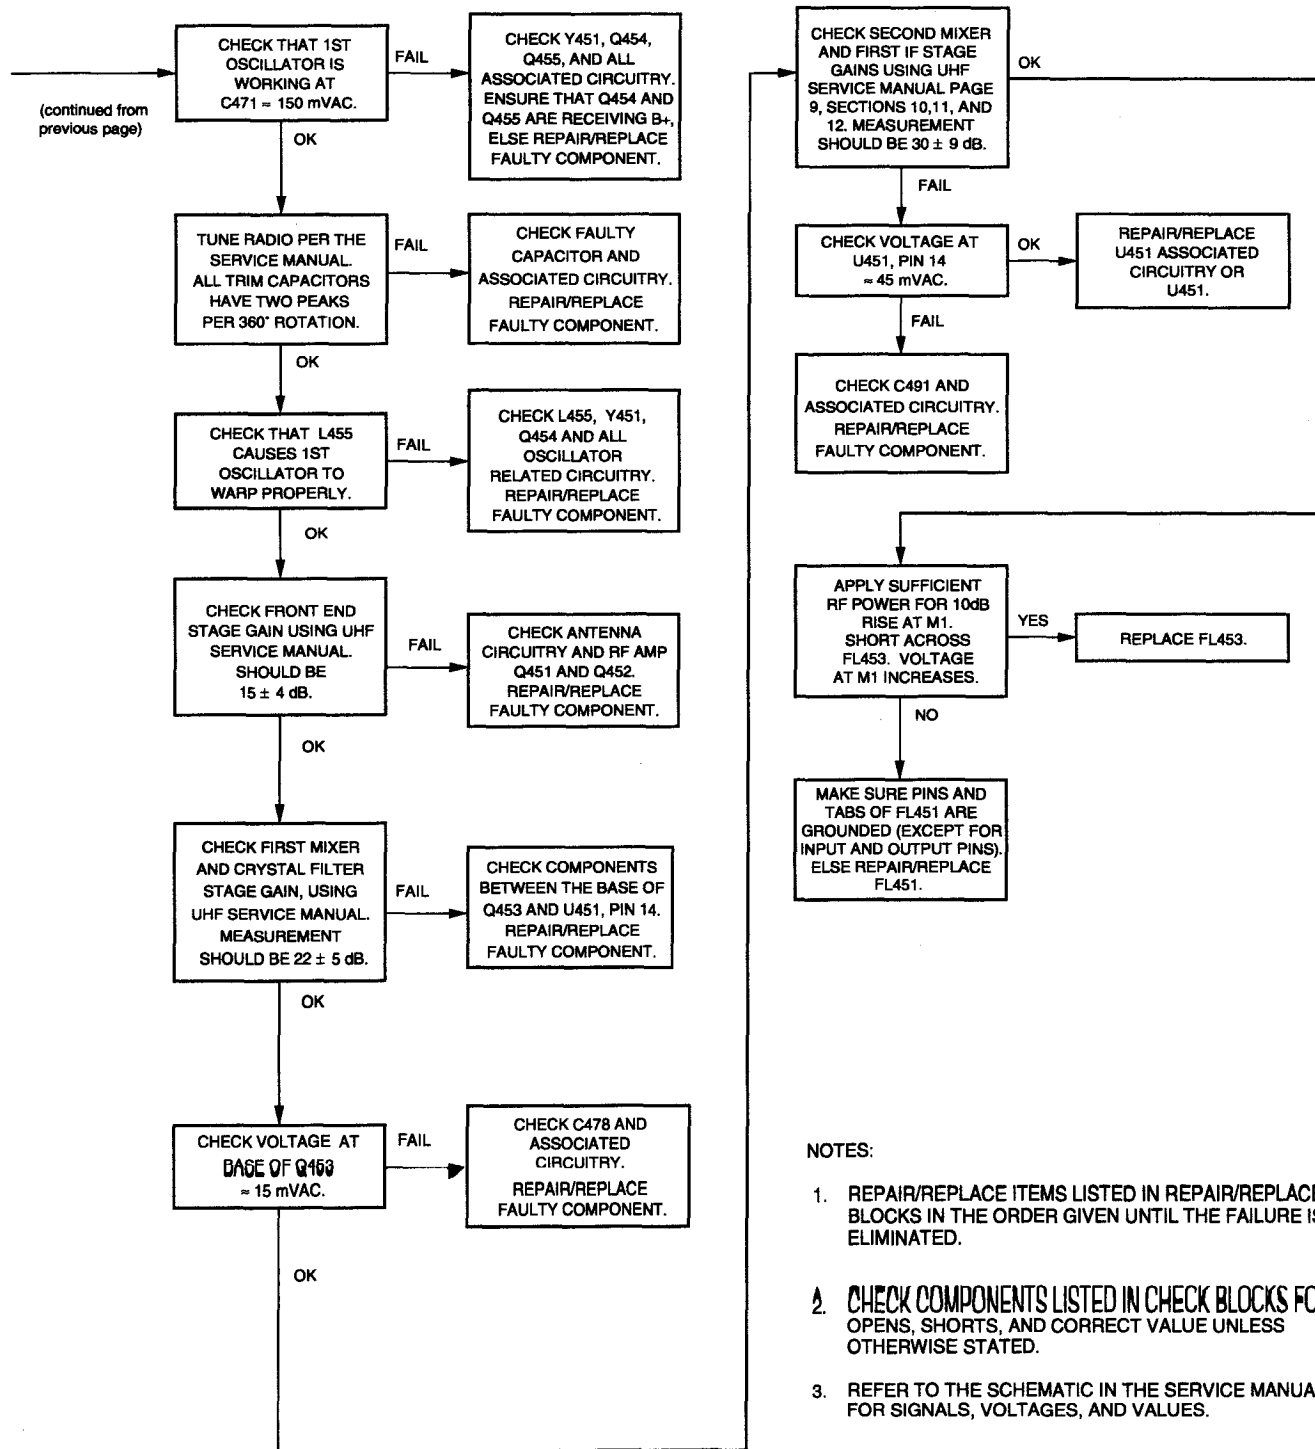 (continued from
previous page)
CHECK THAT 1ST
OSCILLATOR IS
WORKING AT
C471 ≈ 150 mVAC.
FAIL
CHECK Y451, Q454,
Q455, AND ALL
ASSOCIATED CIRCUITRY.
ENSURE THAT Q454 AND
Q455 ARE RECEIVING B+,
ELSE REPAIR/REPLACE
FAULTY COMPONENT.
OK
TUNE RADIO PER THE
SERVICE MANUAL.
ALL TRIM CAPACITORS
HAVE TWO PEAKS
PER 360° ROTATION.
FAIL
CHECK FAULTY
CAPACITOR AND
ASSOCIATED CIRCUITRY.
REPAIR/REPLACE
FAULTY COMPONENT.
OK
CHECK THAT L455
CAUSES 1ST
OSCILLATOR TO
WARP PROPERLY.
FAIL
CHECK L455, Y451,
Q454 AND ALL
OSCILLATOR
RELATED CIRCUITRY.
REPAIR/REPLACE
FAULTY COMPONENT.
OK
CHECK FRONT END
STAGE GAIN USING UHF
SERVICE MANUAL.
SHOULD BE
15 ± 4 dB.
FAIL
CHECK ANTENNA
CIRCUITRY AND RF AMP
Q451 AND Q452.
REPAIR/REPLACE
FAULTY COMPONENT.
OK
CHECK FIRST MIXER
AND CRYSTAL FILTER
STAGE GAIN, USING
UHF SERVICE MANUAL.
MEASUREMENT
SHOULD BE 22 ± 5 dB.
FAIL
CHECK COMPONENTS
BETWEEN THE BASE OF
Q453 AND U451, PIN 14.
REPAIR/REPLACE
FAULTY COMPONENT.
OK
CHECK VOLTAGE AT
BASE OF Q453
≈ 15 mVAC.
FAIL
CHECK C478 AND
ASSOCIATED
CIRCUITRY.
REPAIR/REPLACE
FAULTY COMPONENT.
OK
CHECK SECOND MIXER
AND FIRST IF STAGE
GAINS USING UHF
SERVICE MANUAL PAGE
9, SECTIONS 10,11, AND
12. MEASUREMENT
SHOULD BE 30 ± 9 dB.
OK
FAIL
CHECK VOLTAGE AT
U451, PIN 14
≈ 45 mVAC.
OK
REPAIR/REPLACE
U451 ASSOCIATED
CIRCUITRY OR
U451.
FAIL
CHECK C491 AND
ASSOCIATED CIRCUITRY.
REPAIR/REPLACE
FAULTY COMPONENT.
APPLY SUFFICIENT
RF POWER FOR 10dB
RISE AT M1.
SHORT ACROSS
FL453. VOLTAGE
AT M1 INCREASES.
YES
REPLACE FL453.
NO
MAKE SURE PINS AND
TABS OF FL451 ARE
GROUNDED (EXCEPT FOR
INPUT AND OUTPUT PINS).
ELSE REPAIR/REPLACE
FL451.
NOTES:
1. REPAIR/REPLACE ITEMS LISTED IN REPAIR/REPLACE
BLOCKS IN THE ORDER GIVEN UNTIL THE FAILURE IS
ELIMINATED.
2. CHECK COMPONENTS LISTED IN CHECK BLOCKS FO
OPENS, SHORTS, AND CORRECT VALUE UNLESS
OTHERWISE STATED.
3. REFER TO THE SCHEMATIC IN THE SERVICE MANUA
FOR SIGNALS, VOLTAGES, AND VALUES.